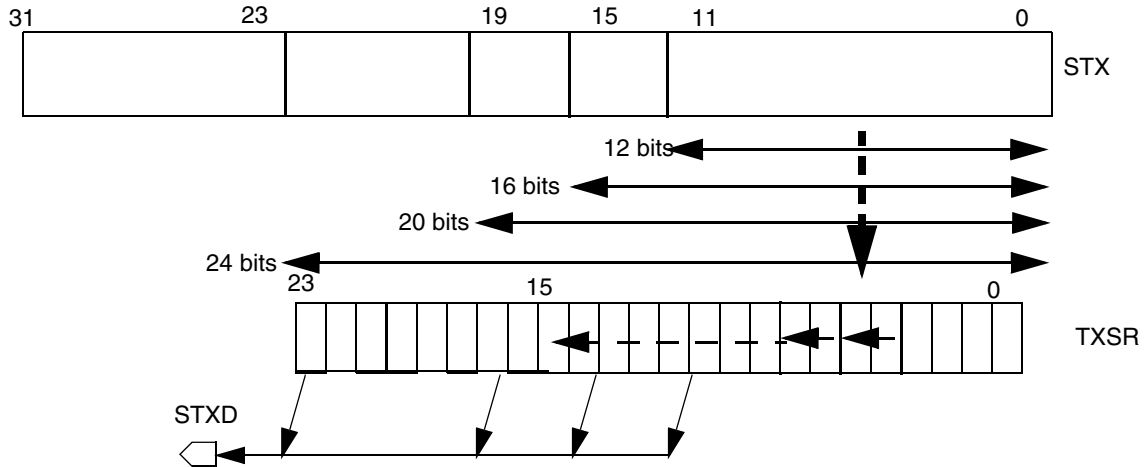 31 23 19 15 11 0
STX
12 bits
16 bits
20 bits
24 bits
23 15 0
TXSR
STXD